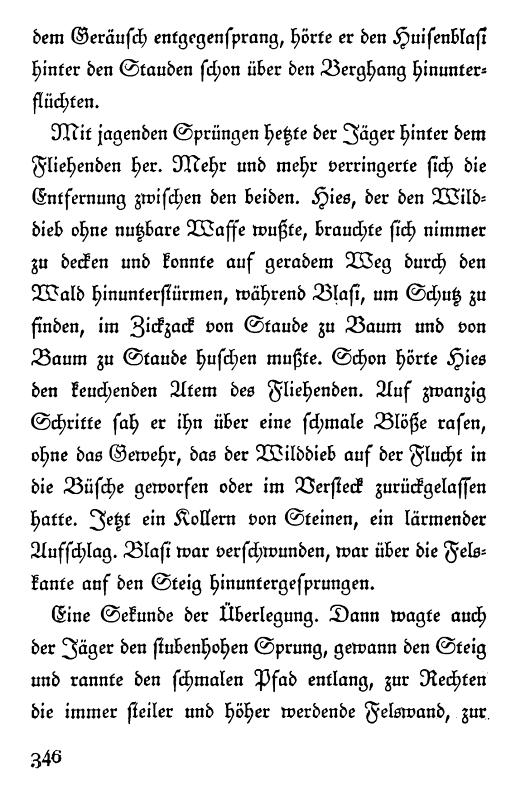 dem Geräusch entgegensprang, hörte er den Huisenblasi
hinter den Stauden schon über den Berghang hinunter-
flüchten.
Mit jagenden Sprüngen hetzte der Jäger hinter dem
Fliehenden her. Mehr und mehr verringerte sich die
Entfernung zwischen den beiden. Hies, der den Wild-
dieb ohne nutzbare Waffe wußte, brauchte sich nimmer
zu decken und konnte auf geradem Weg durch den
Wald hinunterstürmen, während Blasi, um Schutz zu
finden, im Zickzack von Staude zu Baum und von
Baum zu Staude huschen mußte. Schon hörte Hies
den keuchenden Atem des Fliehenden. Auf zwanzig
Schritte sah er ihn über eine schmale Blöße rasen,
ohne das Gewehr, das der Wilddieb auf der Flucht in
die Büsche geworfen oder im Versteck zurückgelassen
hatte. Jetzt ein Kollern von Steinen, ein lärmender
Aufschlag. Blasi war verschwunden, war über die Fels-
kante auf den Steig hinuntergesprungen.
Eine Sekunde der Überlegung. Dann wagte auch
der Jäger den stubenhohen Sprung, gewann den Steig
und rannte den schmalen Pfad entlang, zur Rechten
die immer steiler und höher werdende Felswand, zur
346